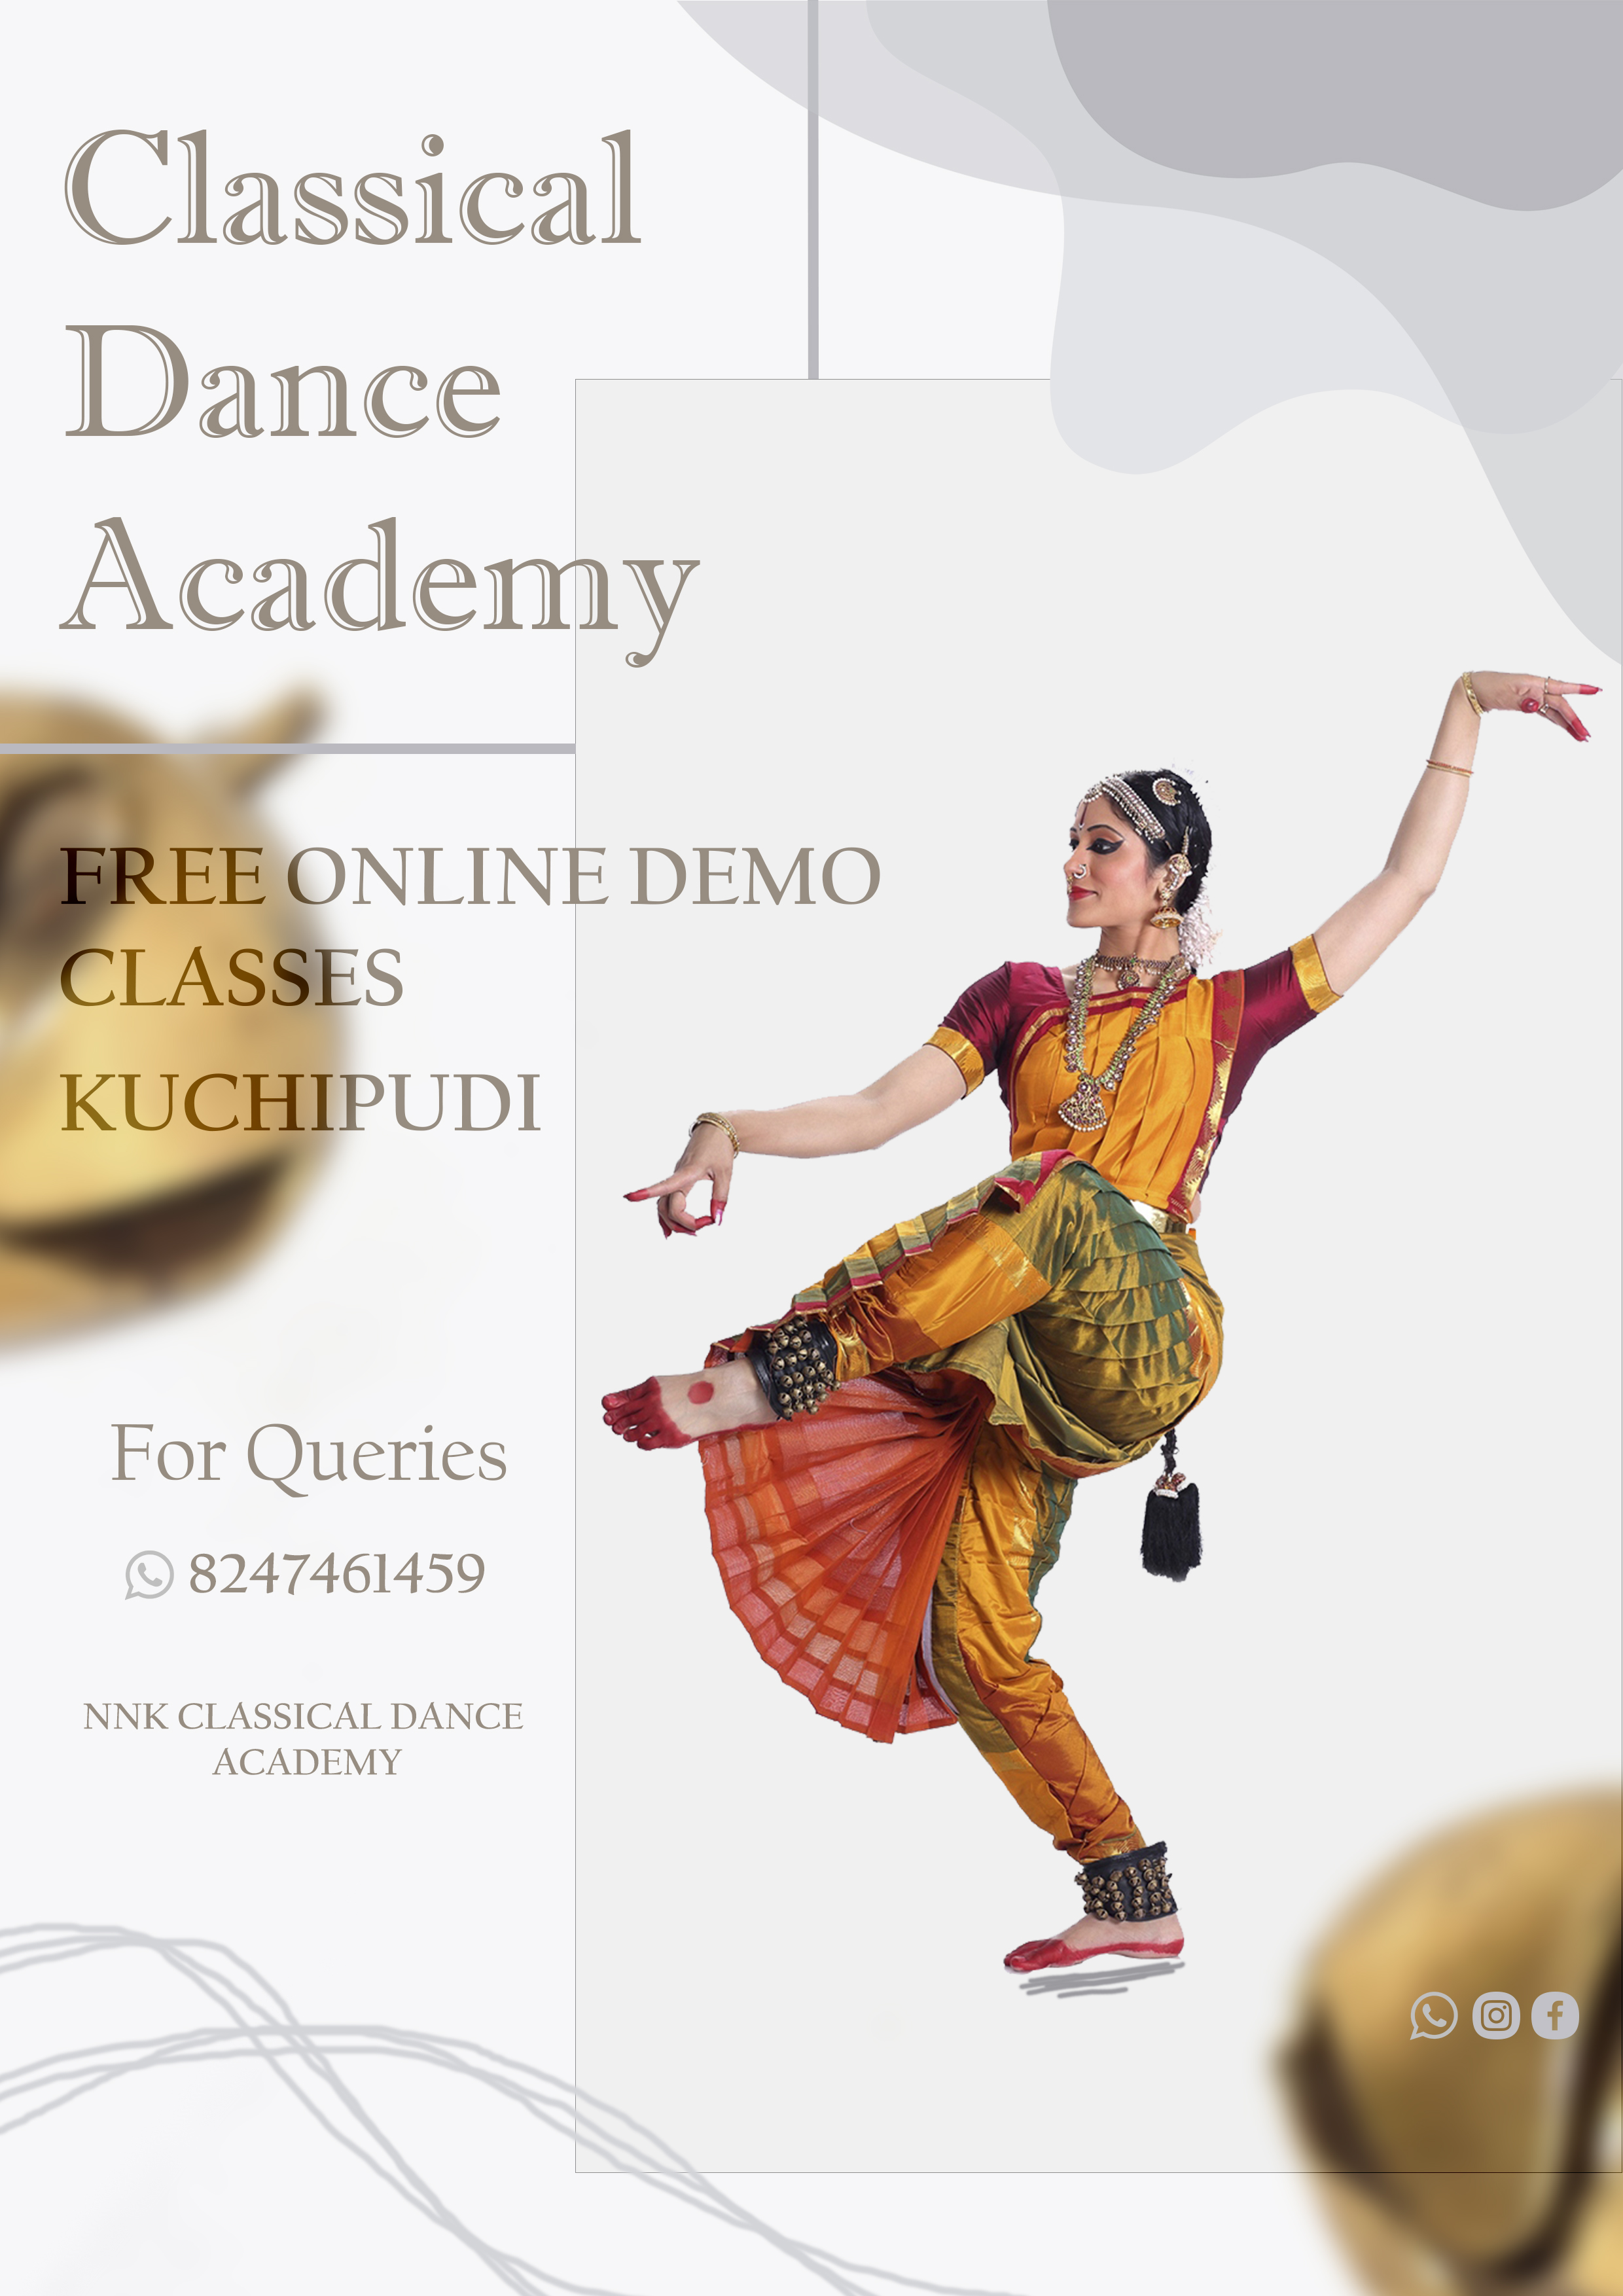 Classical
Dance
Academy
FREE ONLINE DEMO
CLASSES
KUCHIPUDI
For Queries
8247461459
NNK CLASSICAL DANCE
ACADEMY